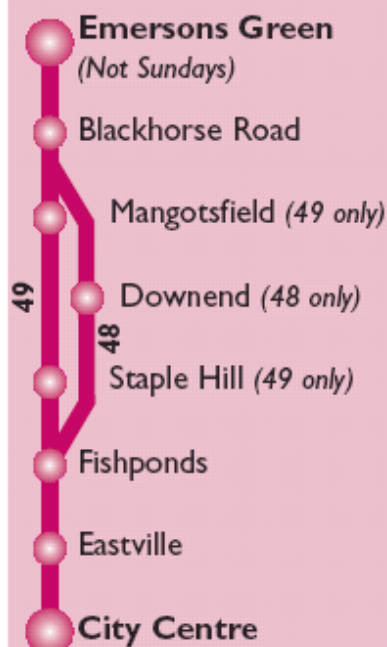 Emersons Green
(Not Sundays)
Blackhorse Road
Mangotsfield (49 only)
49
Downend (48 only)
48
Staple Hill (49 only)
Fishponds
Eastville
City Centre